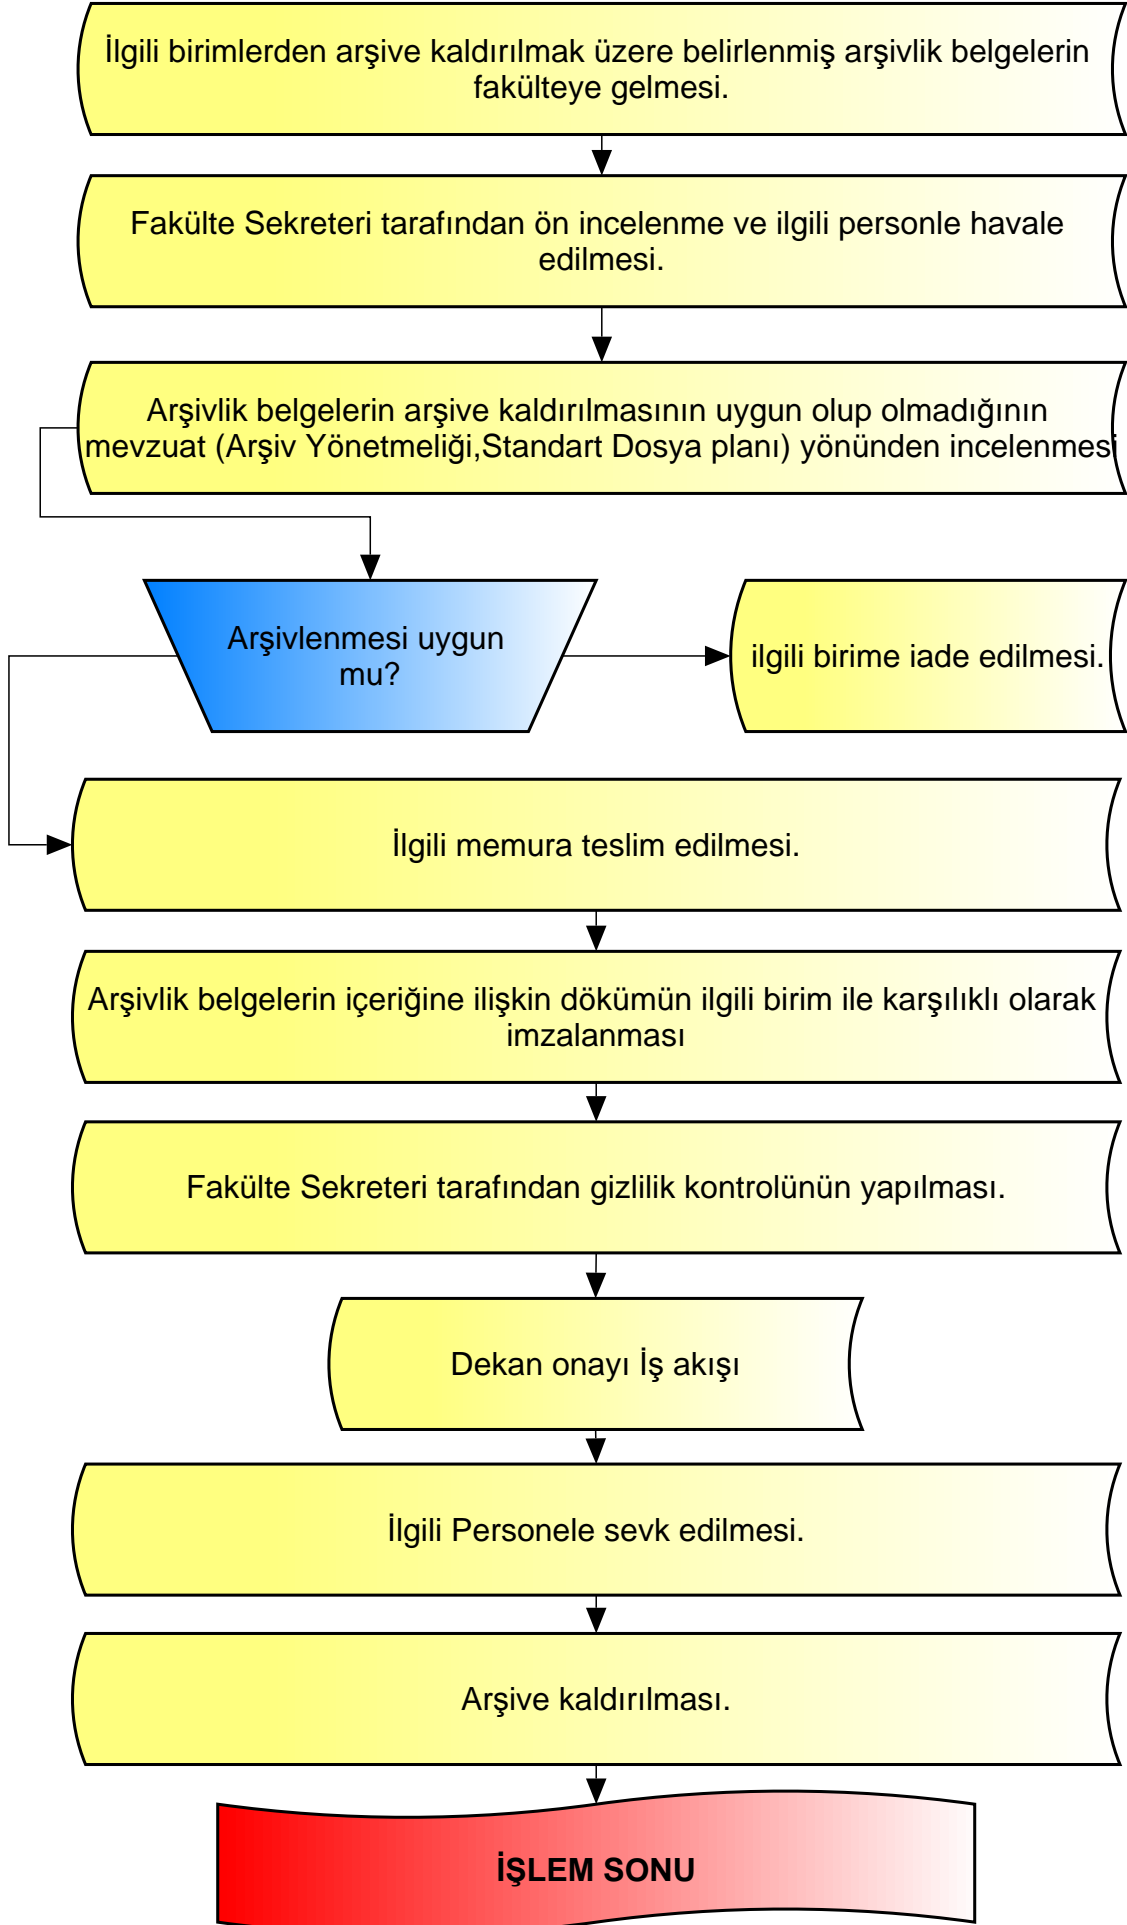 İlgili birimlerden arşive kaldırılmak üzere belirlenmiş arşivlik belgelerin
fakülteye gelmesi.
Fakülte Sekreteri tarafından ön incelenme ve ilgili personle havale
edilmesi.
Arşivlik belgelerin arşive kaldırılmasının uygun olup olmadığının
mevzuat (Arşiv Yönetmeliği,Standart Dosya planı) yönünden incelenmesi
Arşivlenmesi uygun
mu?
ilgili birime iade edilmesi.
İlgili memura teslim edilmesi.
Arşivlik belgelerin içeriğine ilişkin dökümün ilgili birim ile karşılıklı olarak
imzalanması
Fakülte Sekreteri tarafından gizlilik kontrolünün yapılması.
Dekan onayı İş akışı
İlgili Personele sevk edilmesi.
Arşive kaldırılması.
İŞLEM SONU